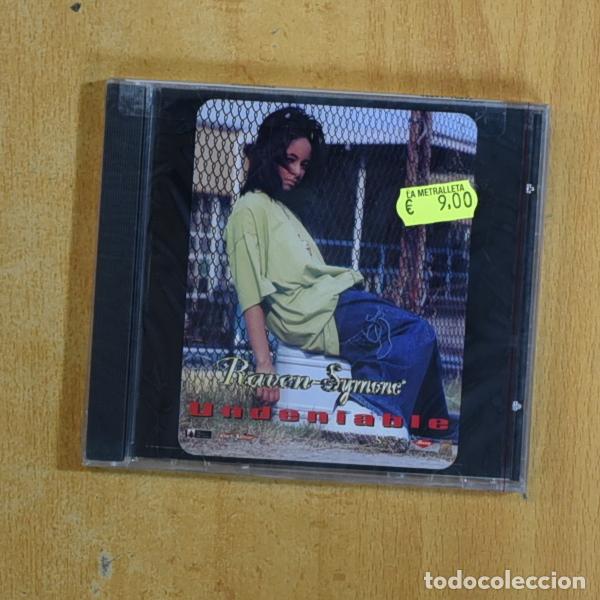 LA METRALLETA
€ 9,00
Raven-Symone
Undeniable
todocoleccion